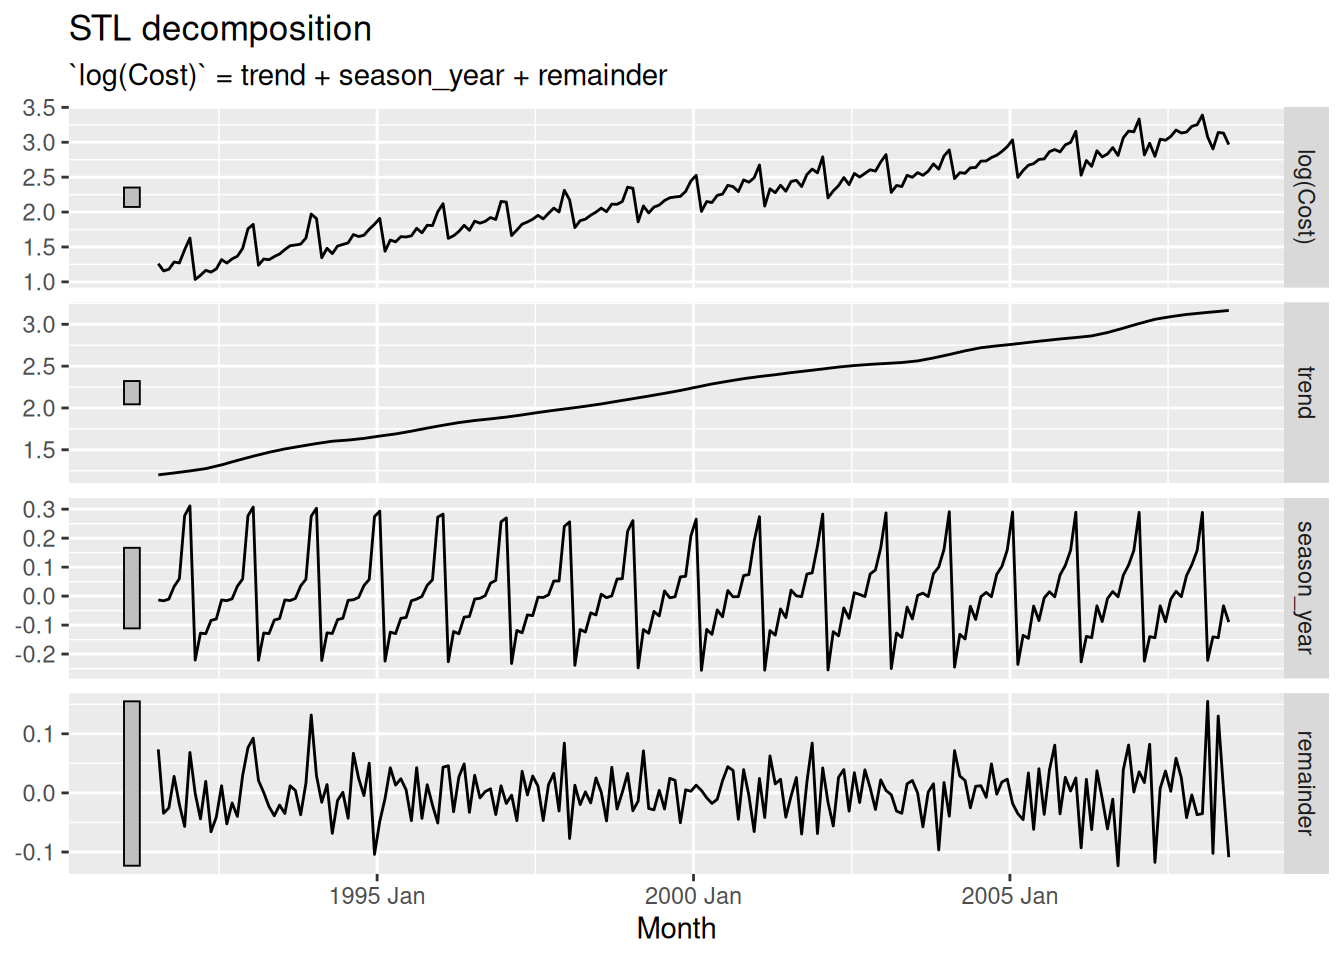 STL decomposition
`log(Cost)` = trend + season_year + remainder
3.5
3.0
2.5
2.0
1.5
1.0
log(Cost)
3.0
2.5
2.0
1.5
trend
0.3
0.2
0.1
0.0
-0.1
-0.2
season_year
0.1
0.0
-0.1
remainder
1995 Jan
2000 Jan
2005 Jan
Month